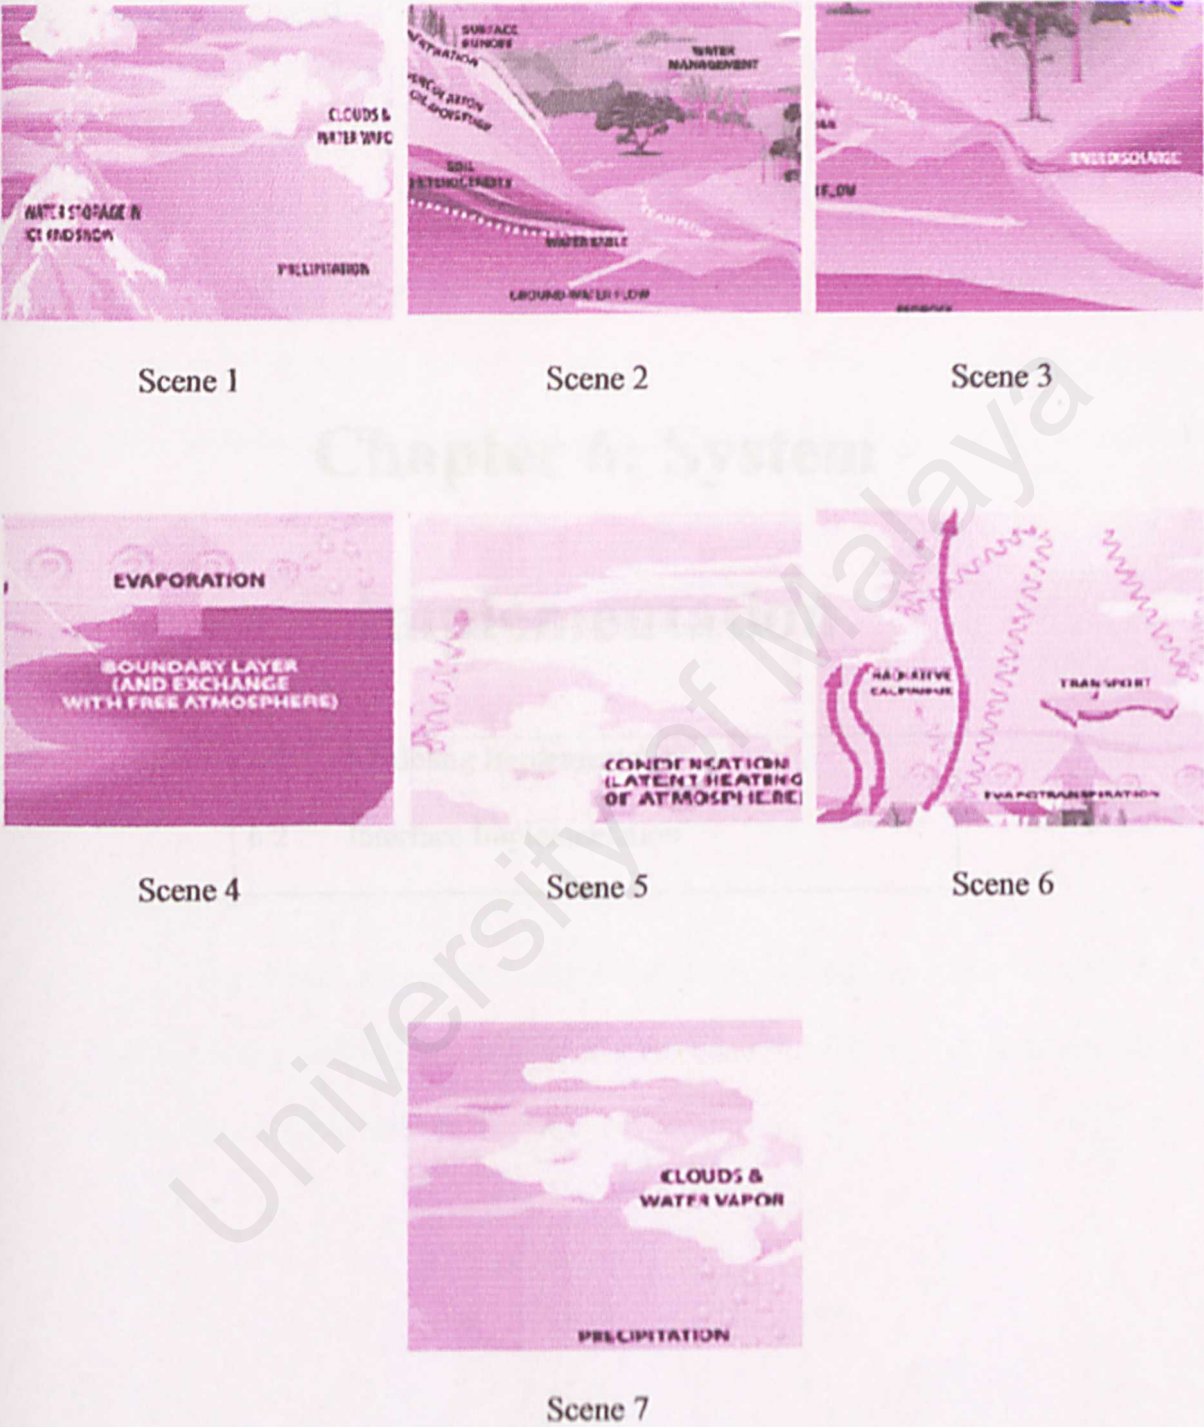 CLOUDS &
WATER VAPO
WATER STORAGE IN
ICE AND SNOW
PRECIPITATION
Scene 1
SURFACE
RUNOFF
WATER
MANAGEMENT
SOIL
WATER TABLE
GROUND-WATER FLOW
Scene 2
RIVER DISCHARGE
FLOW
BEDROCK
Scene 3
Chapter 6: System
EVAPORATION
BOUNDARY LAYER
(AND EXCHANGE
WITH FREE ATMOSPHERE)
Scene 4
CONDENSATION
(LATENT HEATING
OF ATMOSPHERE)
Scene 5
RADIATIVE
EXCHANGE
TRANSPORT
EVAPOTRANSPIRATION
Scene 6
CLOUDS &
WATER VAPOR
PRECIPITATION
Scene 7
University of Malaya